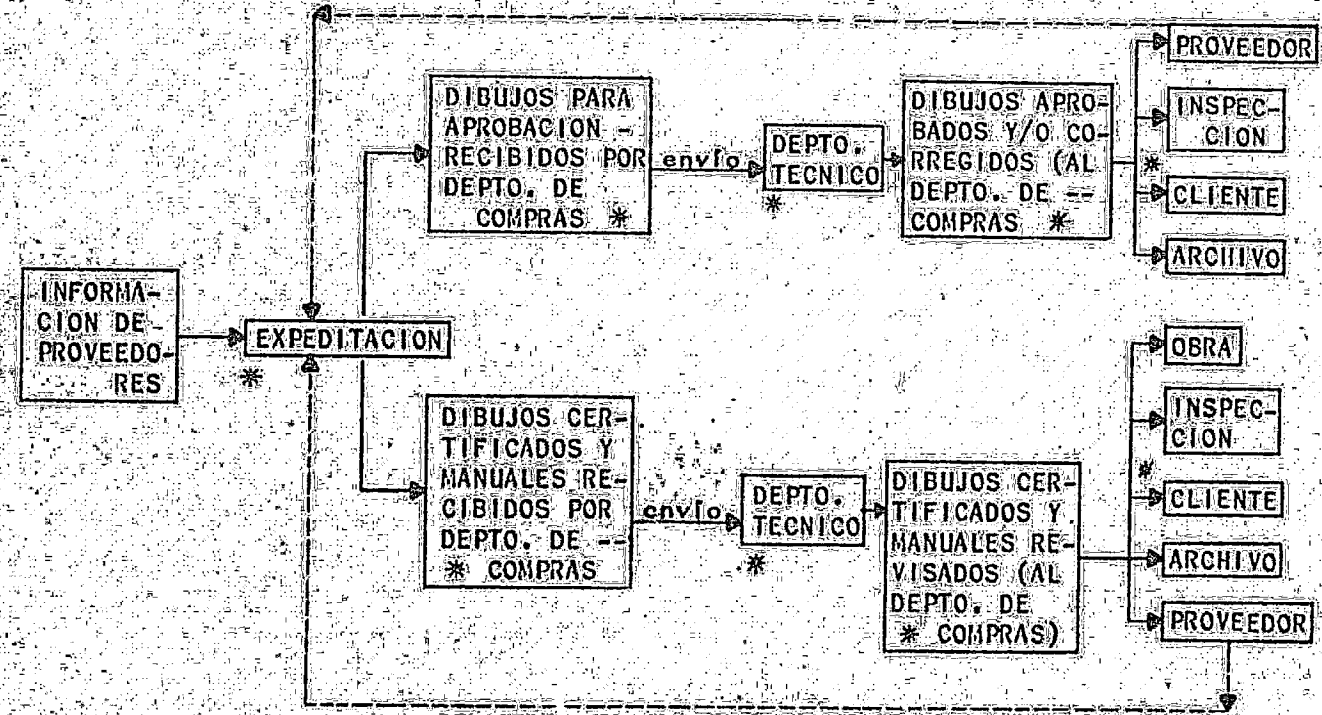 INFORMA-
CION DE-
PROVEEDO-
RES
EXPEDITACION
*
DIBUJOS PARA
APROBACION -
RECIBIDOS POR
DEPTO. DE
COMPRAS *
envío
DEPTO.
TECNICO
*
DIBUJOS APRO-
BADOS Y/O CO-
RREGIDOS (AL
DEPTO. DE --
COMPRAS *
PROVEEDOR
INSPEC-
CION
*
CLIENTE
ARCHIVO
DIBUJOS CER-
TIFICADOS Y
MANUALES RE-
CIBIDOS POR
DEPTO. DE --
* COMPRAS
envío
DEPTO.
TECNICO
*
DIBUJOS CER-
TIFICADOS Y
MANUALES RE-
VISADOS (AL
DEPTO. DE
* COMPRAS)
OBRA
INSPEC-
CION
*
CLIENTE
ARCHIVO
PROVEEDOR